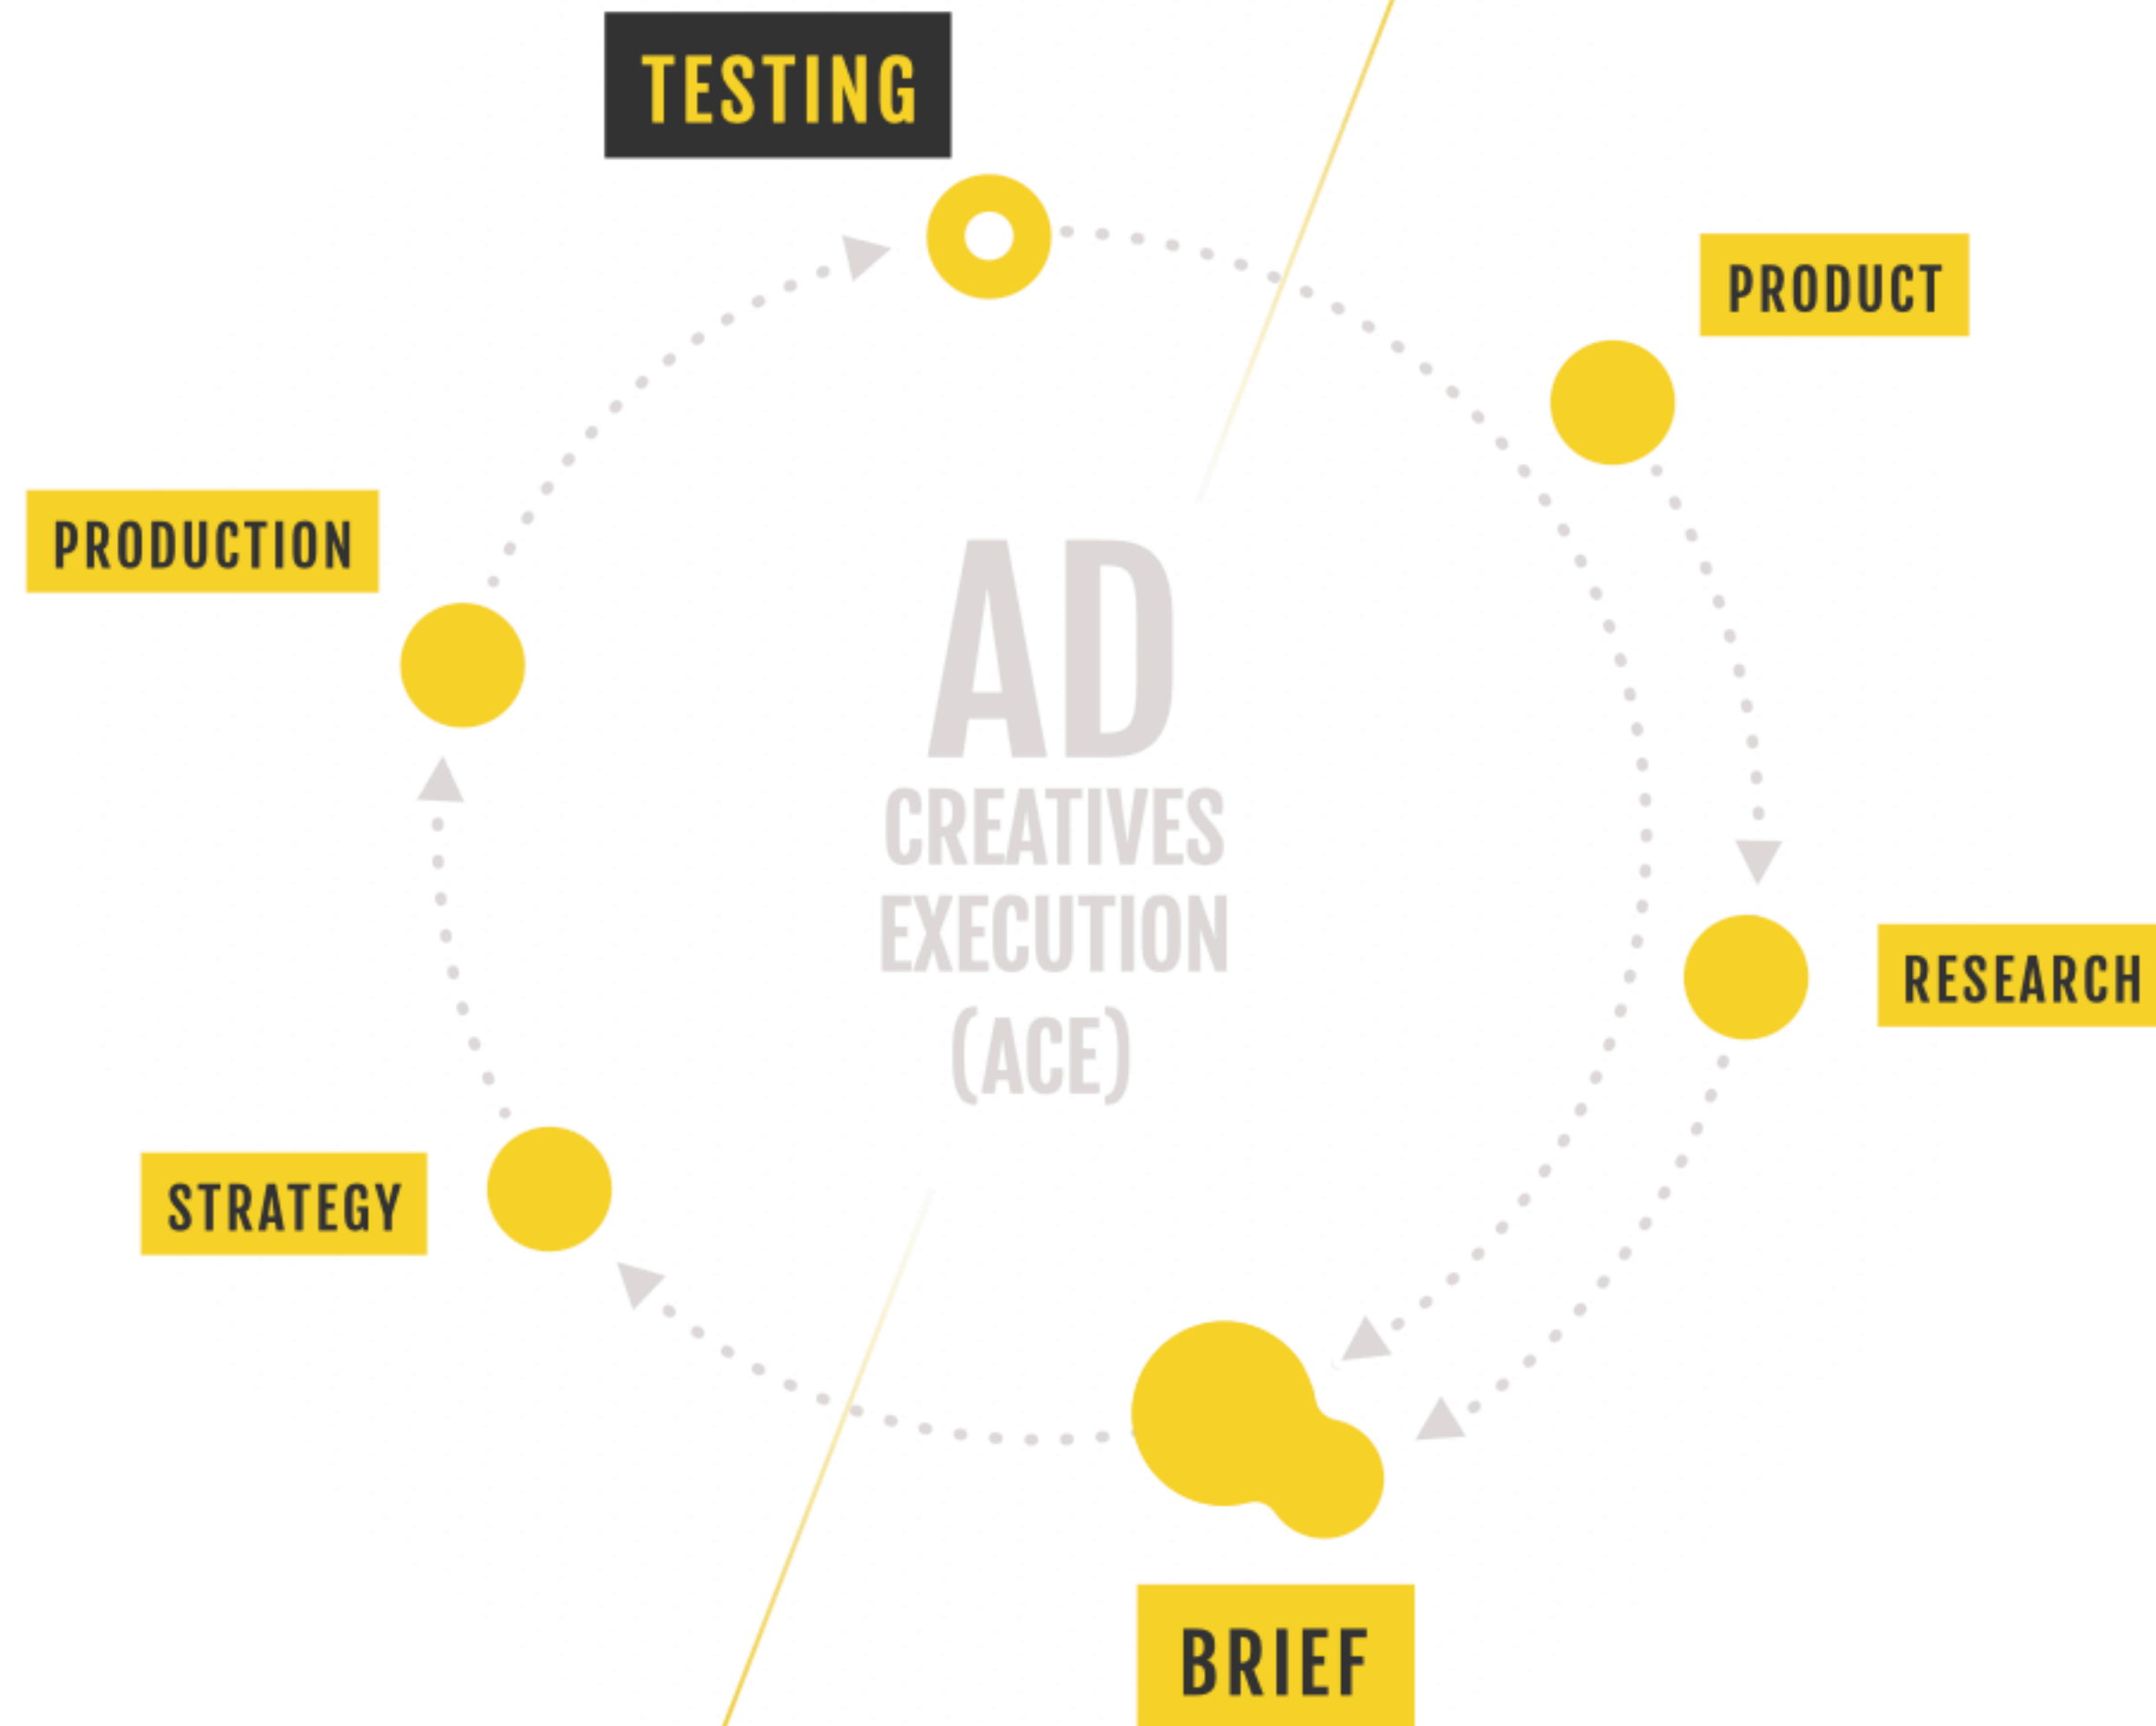 TESTING
PRODUCT
PRODUCTION
AD
CREATIVES
EXECUTION
(ACE)
RESEARCH
STRATEGY
BRIEF